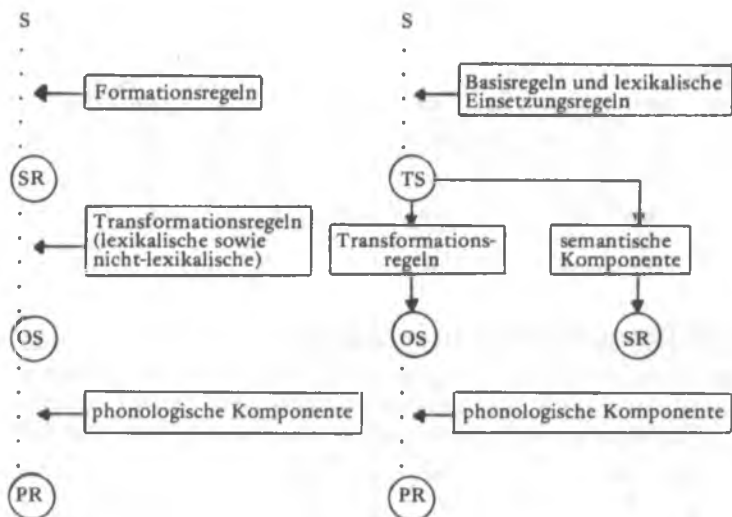 S
Formationsregeln
SR
Transformationsregeln
(lexikalische sowie
nicht-lexikalische)
OS
phonologische Komponente
PR
S
Basisregeln und lexikalische
Einsetzungsregeln
TS
Transformations-
regeln
semantische
Komponente
OS
SR
phonologische Komponente
PR